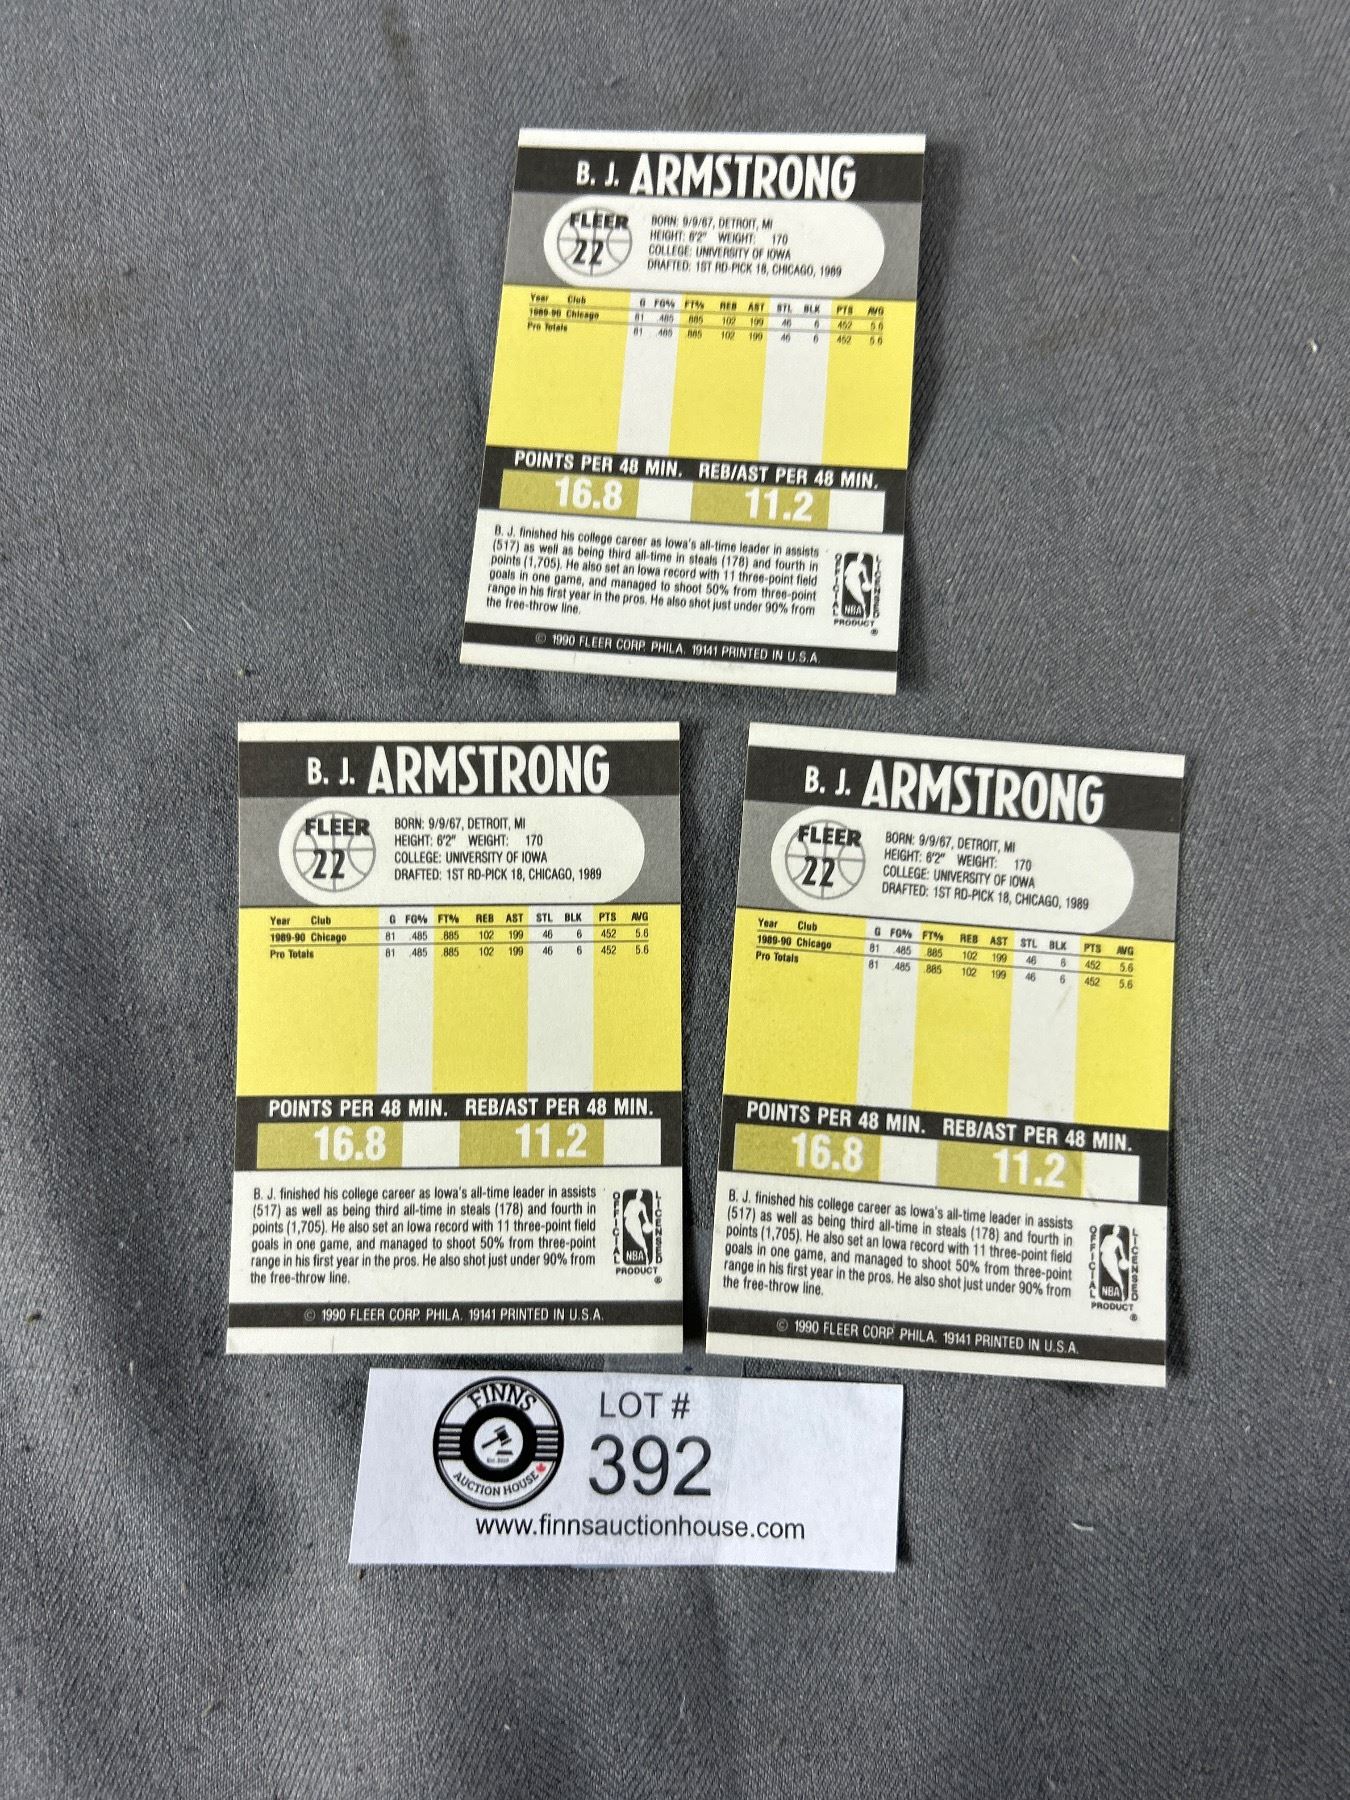 B. J. ARMSTRONG
FLEER
22
BORN: 9/9/67, DETROIT, MI
HEIGHT: 6'2" WEIGHT: 170
COLLEGE: UNIVERSITY OF IOWA
DRAFTED: 1ST RD-PICK 18, CHICAGO, 1989
Year Club G FG% FT% REB AST STL BLK PTS AVG
1989-90 Chicago 81 .485 .885 102 199 46 6 452 5.6
Pro Totals 81 .485 .885 102 199 46 6 452 5.6
POINTS PER 48 MIN. REB/AST PER 48 MIN.
16.8 11.2
B. J. finished his college career as Iowa's all-time leader in assists
(517) as well as being third all-time in steals (178) and fourth in
points (1,705). He also set an Iowa record with 11 three-point field
goals in one game, and managed to shoot 50% from three-point
range in his first year in the pros. He also shot just under 90% from
the free-throw line.
OFFICIAL LICENSED
NBA
PRODUCT
®
© 1990 FLEER CORP. PHILA. 19141 PRINTED IN U.S.A.
B. J. ARMSTRONG
FLEER
22
BORN: 9/9/67, DETROIT, MI
HEIGHT: 6'2" WEIGHT: 170
COLLEGE: UNIVERSITY OF IOWA
DRAFTED: 1ST RD-PICK 18, CHICAGO, 1989
Year Club G FG% FT% REB AST STL BLK PTS AVG
1989-90 Chicago 81 .485 .885 102 199 46 6 452 5.6
Pro Totals 81 .485 .885 102 199 46 6 452 5.6
POINTS PER 48 MIN. REB/AST PER 48 MIN.
16.8 11.2
B. J. finished his college career as Iowa's all-time leader in assists
(517) as well as being third all-time in steals (178) and fourth in
points (1,705). He also set an Iowa record with 11 three-point field
goals in one game, and managed to shoot 50% from three-point
range in his first year in the pros. He also shot just under 90% from
the free-throw line.
OFFICIAL LICENSED
NBA
PRODUCT
®
© 1990 FLEER CORP. PHILA. 19141 PRINTED IN U.S.A.
B. J. ARMSTRONG
FLEER
22
BORN: 9/9/67, DETROIT, MI
HEIGHT: 6'2" WEIGHT: 170
COLLEGE: UNIVERSITY OF IOWA
DRAFTED: 1ST RD-PICK 18, CHICAGO, 1989
Year Club G FG% FT% REB AST STL BLK PTS AVG
1989-90 Chicago 81 .485 .885 102 199 46 6 452 5.6
Pro Totals 81 .485 .885 102 199 46 6 452 5.6
POINTS PER 48 MIN. REB/AST PER 48 MIN.
16.8 11.2
B. J. finished his college career as Iowa's all-time leader in assists
(517) as well as being third all-time in steals (178) and fourth in
points (1,705). He also set an Iowa record with 11 three-point field
goals in one game, and managed to shoot 50% from three-point
range in his first year in the pros. He also shot just under 90% from
the free-throw line.
OFFICIAL LICENSED
NBA
PRODUCT
®
© 1990 FLEER CORP. PHILA. 19141 PRINTED IN U.S.A.
FINNS
AUCTION HOUSE
LOT #
392
www.finnsauctionhouse.com